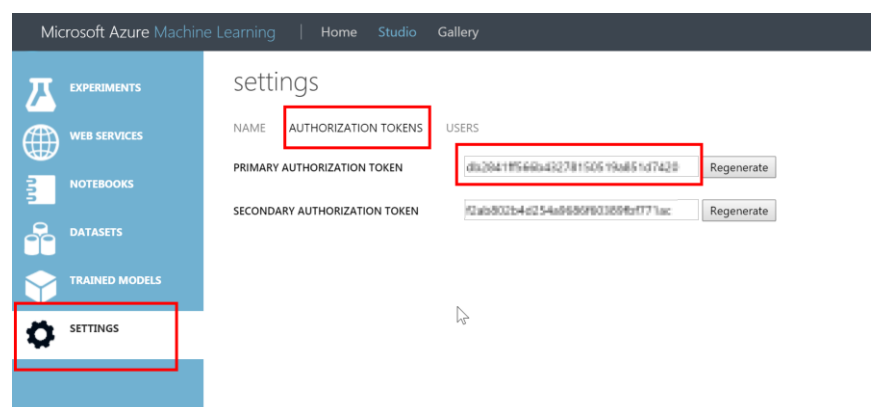 Microsoft Azure Machine Learning | Home Studio Gallery
settings
EXPERIMENTS
WEB SERVICES
NOTEBOOKS
DATASETS
TRAINED MODELS
SETTINGS
NAME AUTHORIZATION TOKENS USERS
PRIMARY AUTHORIZATION TOKEN Regenerate
SECONDARY AUTHORIZATION TOKEN Regenerate